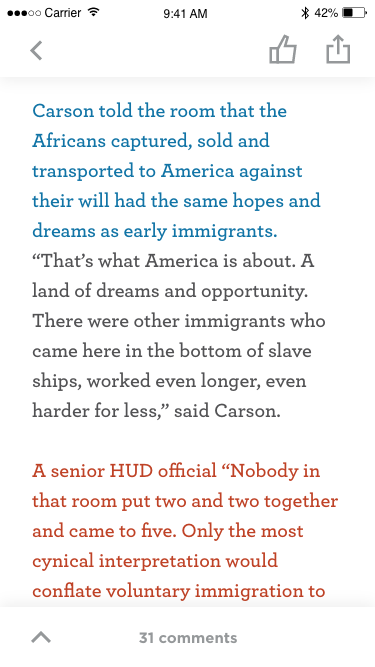 Carrier 9:41 AM 42%
Carson told the room that the
Africans captured, sold and
transported to America against
their will had the same hopes and
dreams as early immigrants.
“That’s what America is about. A
land of dreams and opportunity.
There were other immigrants who
came here in the bottom of slave
ships, worked even longer, even
harder for less,” said Carson.
A senior HUD official “Nobody in
that room put two and two together
and came to five. Only the most
cynical interpretation would
conflate voluntary immigration to
31 comments